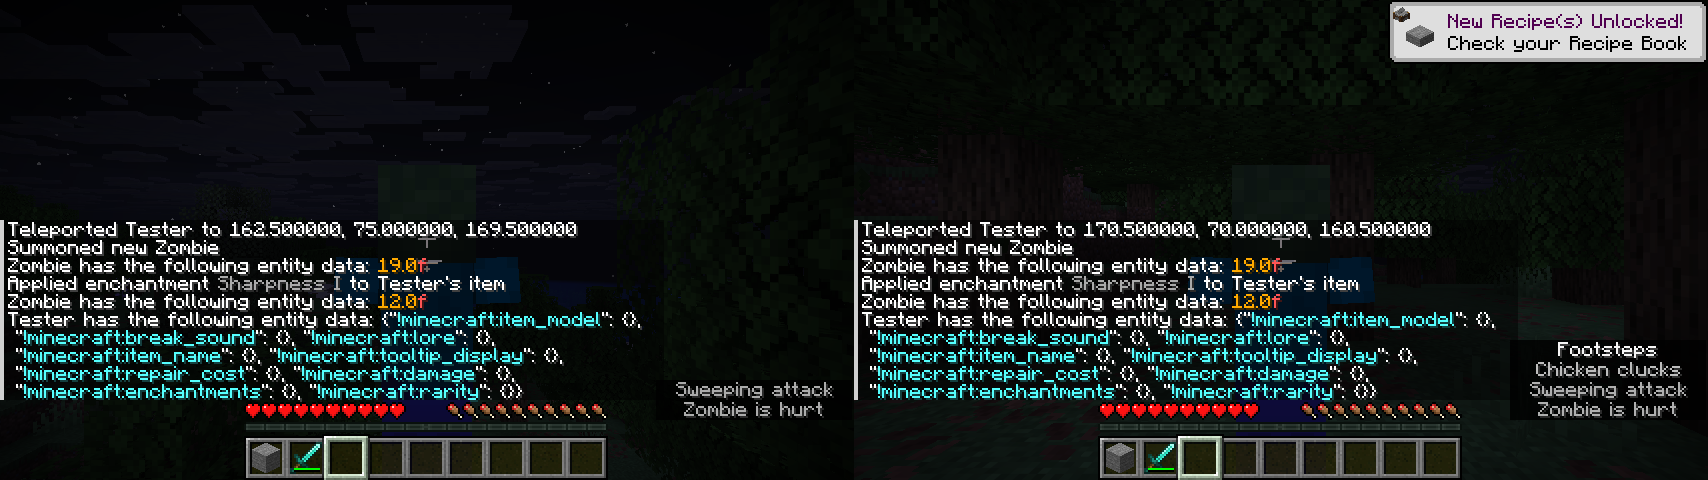 Teleported Tester to 162.500000, 75.000000, 169.500000
Summoned new Zombie
Zombie has the following entity data: 19.0f
Applied enchantment Sharpness I to Tester's item
Zombie has the following entity data: 12.0f
Tester has the following entity data: {"!minecraft:item_model": {},
"!minecraft:break_sound": {}, "!minecraft:lore": {},
"!minecraft:item_name": {}, "!minecraft:tooltip_display": {},
"!minecraft:repair_cost": {}, "!minecraft:damage": {},
"!minecraft:enchantments": {}, "!minecraft:rarity": {}}
Sweeping attack
Zombie is hurt
New Recipe(s) Unlocked!
Check your Recipe Book
Teleported Tester to 170.500000, 70.000000, 160.500000
Summoned new Zombie
Zombie has the following entity data: 19.0f
Applied enchantment Sharpness I to Tester's item
Zombie has the following entity data: 12.0f
Tester has the following entity data: {"!minecraft:item_model": {},
"!minecraft:break_sound": {}, "!minecraft:lore": {},
"!minecraft:item_name": {}, "!minecraft:tooltip_display": {},
"!minecraft:repair_cost": {}, "!minecraft:damage": {},
"!minecraft:enchantments": {}, "!minecraft:rarity": {}}
Footsteps
Chicken clucks
Sweeping attack
Zombie is hurt